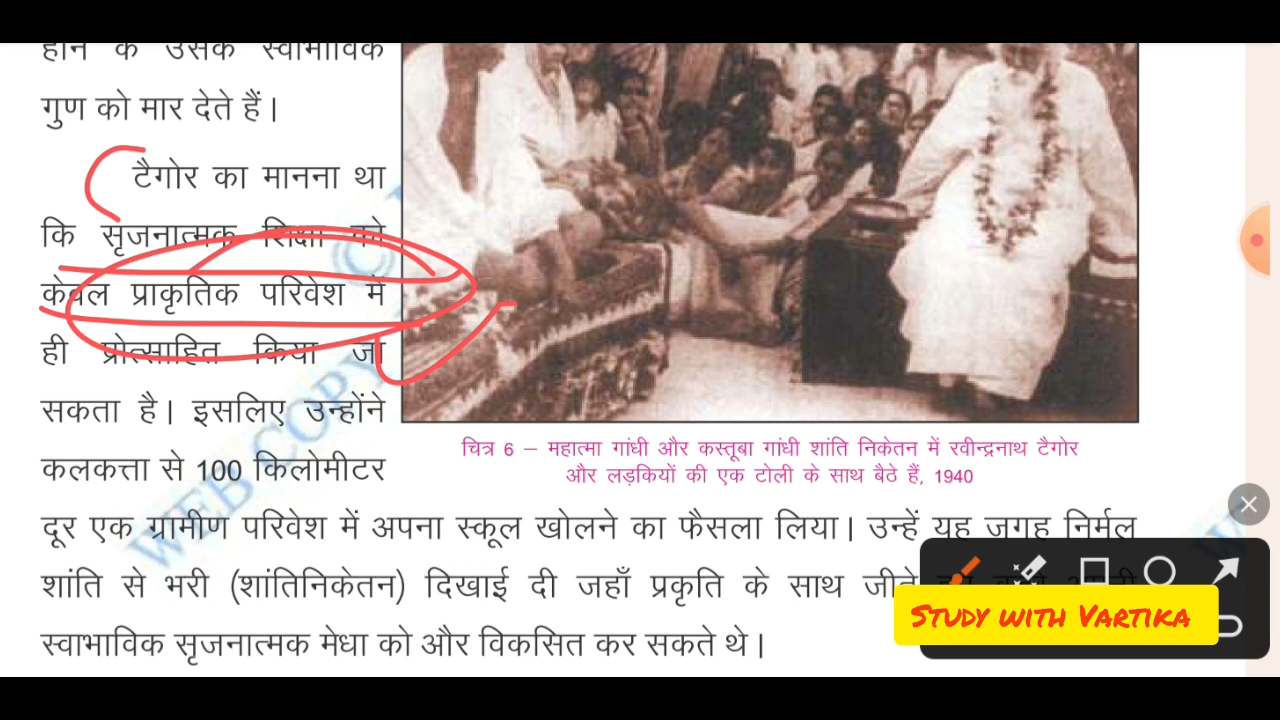 होने के उसके स्वाभाविक
गुण को मार देते हैं।
टैगोर का मानना था
कि सृजनात्मक शिक्षा को
केवल प्राकृतिक परिवेश में
ही प्रोत्साहित किया जा
सकता है। इसलिए उन्होंने
कलकत्ता से 100 किलोमीटर
चित्र 6 – महात्मा गांधी और कस्तूबा गांधी शांति निकेतन में रवीन्द्रनाथ टैगोर
और लड़कियों की एक टोली के साथ बैठे हैं, 1940
दूर एक ग्रामीण परिवेश में अपना स्कूल खोलने का फैसला लिया। उन्हें यह जगह निर्मल
शांति से भरी (शांतिनिकेतन) दिखाई दी जहाँ प्रकृति के साथ जीते
स्वाभाविक सृजनात्मक मेधा को और विकसित कर सकते थे।
WEB COPY ©
Study with Vartika